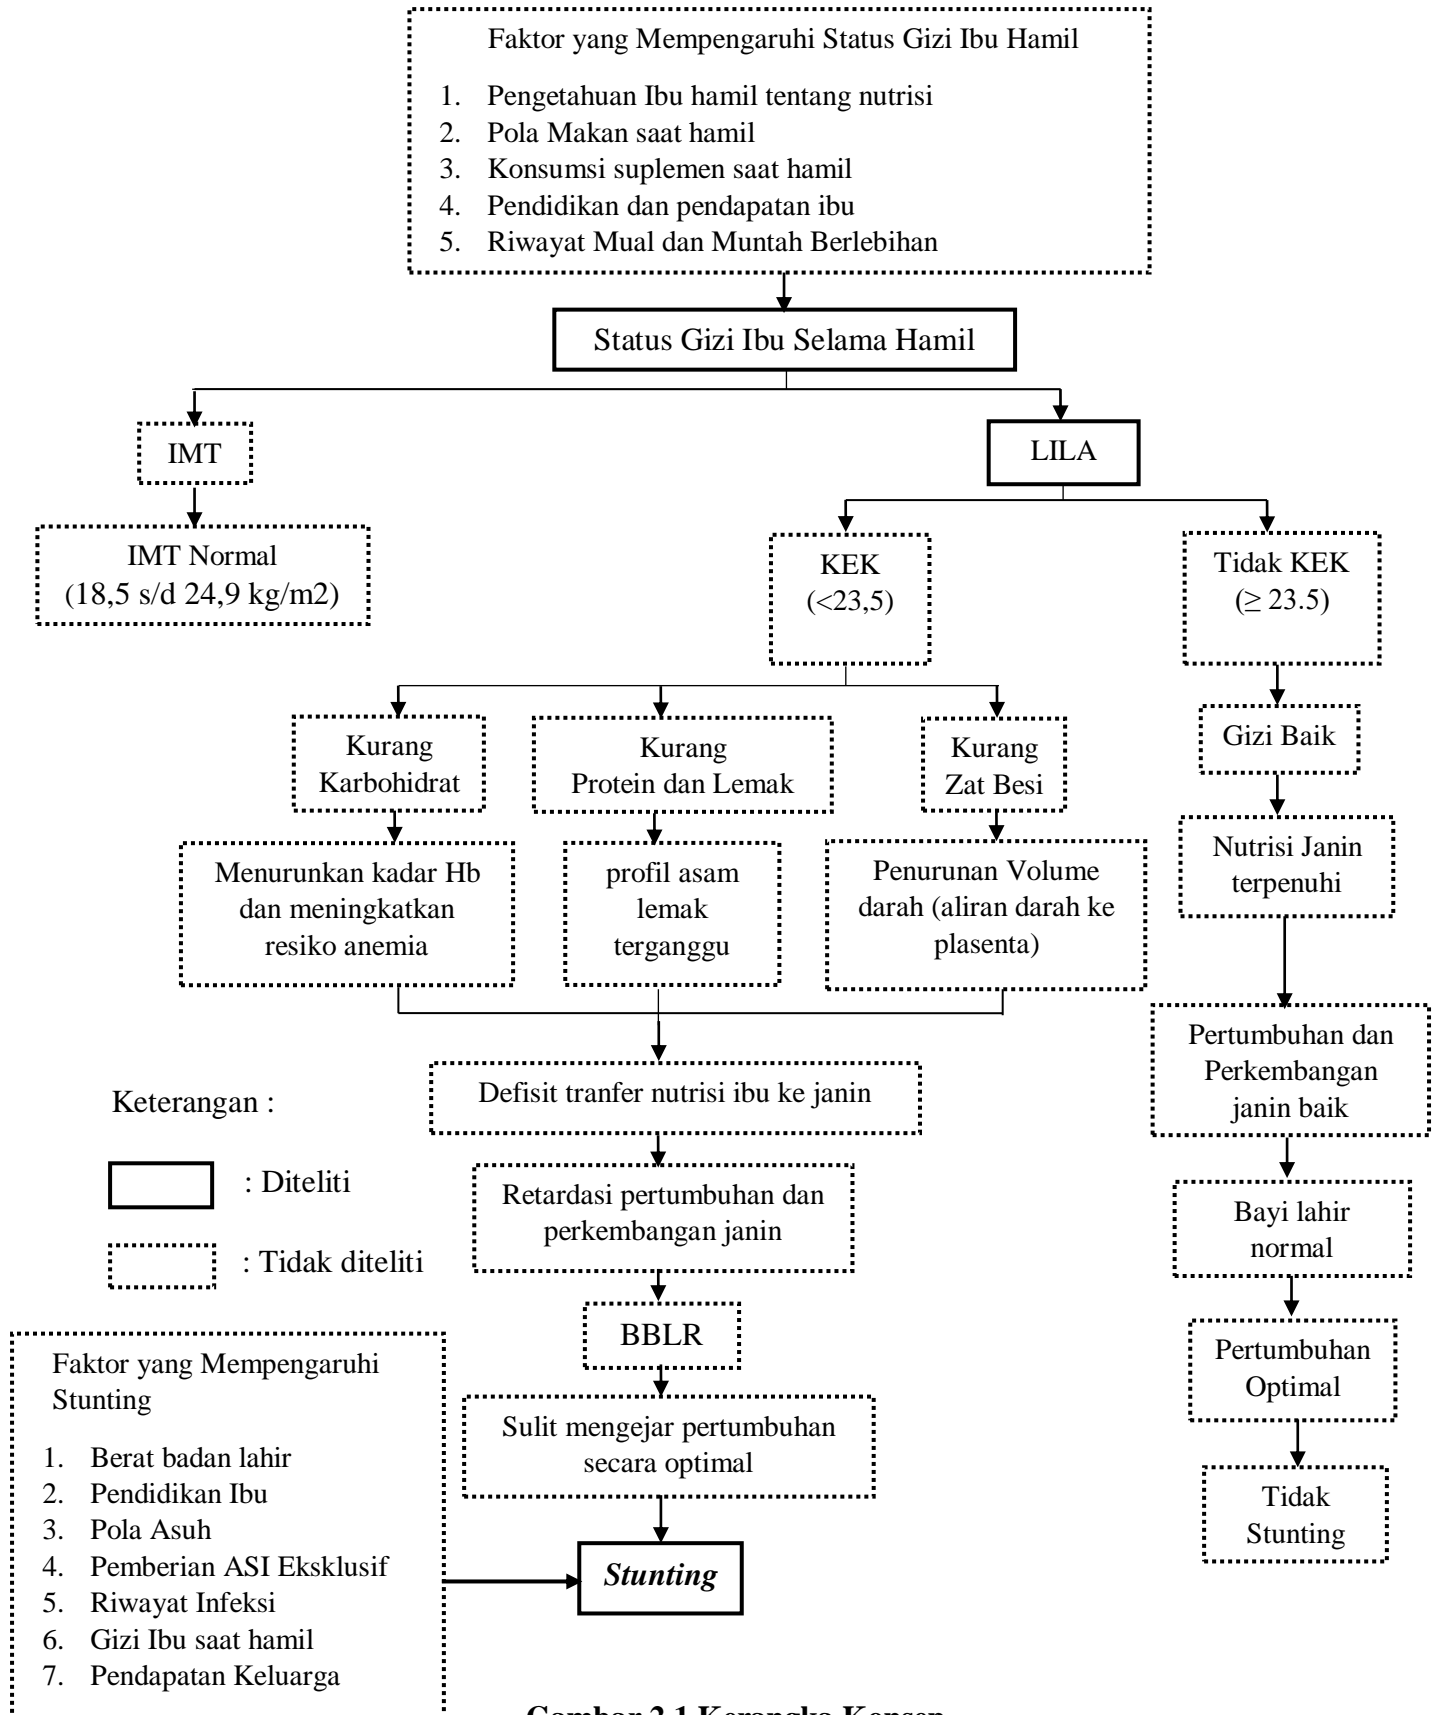 Faktor yang Mempengaruhi Status Gizi Ibu Hamil
1. Pengetahuan Ibu hamil tentang nutrisi
2. Pola Makan saat hamil
3. Konsumsi suplemen saat hamil
4. Pendidikan dan pendapatan ibu
5. Riwayat Mual dan Muntah Berlebihan
Status Gizi Ibu Selama Hamil
IMT
LILA
IMT Normal
(18,5 s/d 24,9 kg/m2)
KEK
(<23,5)
Tidak KEK
(≥ 23.5)
Kurang
Karbohidrat
Kurang
Protein dan Lemak
Kurang
Zat Besi
Gizi Baik
Menurunkan kadar Hb
dan meningkatkan
resiko anemia
profil asam
lemak
terganggu
Penurunan Volume
darah (aliran darah ke
plasenta)
Nutrisi Janin
terpenuhi
Defisit tranfer nutrisi ibu ke janin
Pertumbuhan dan
Perkembangan
janin baik
Keterangan :
: Diteliti
: Tidak diteliti
Retardasi pertumbuhan dan
perkembangan janin
Bayi lahir
normal
BBLR
Pertumbuhan
Optimal
Sulit mengejar pertumbuhan
secara optimal
Tidak
Stunting
Faktor yang Mempengaruhi
Stunting
1. Berat badan lahir
2. Pendidikan Ibu
3. Pola Asuh
4. Pemberian ASI Eksklusif
5. Riwayat Infeksi
6. Gizi Ibu saat hamil
7. Pendapatan Keluarga
Stunting
Gambar 2.1 Kerangka Konsep